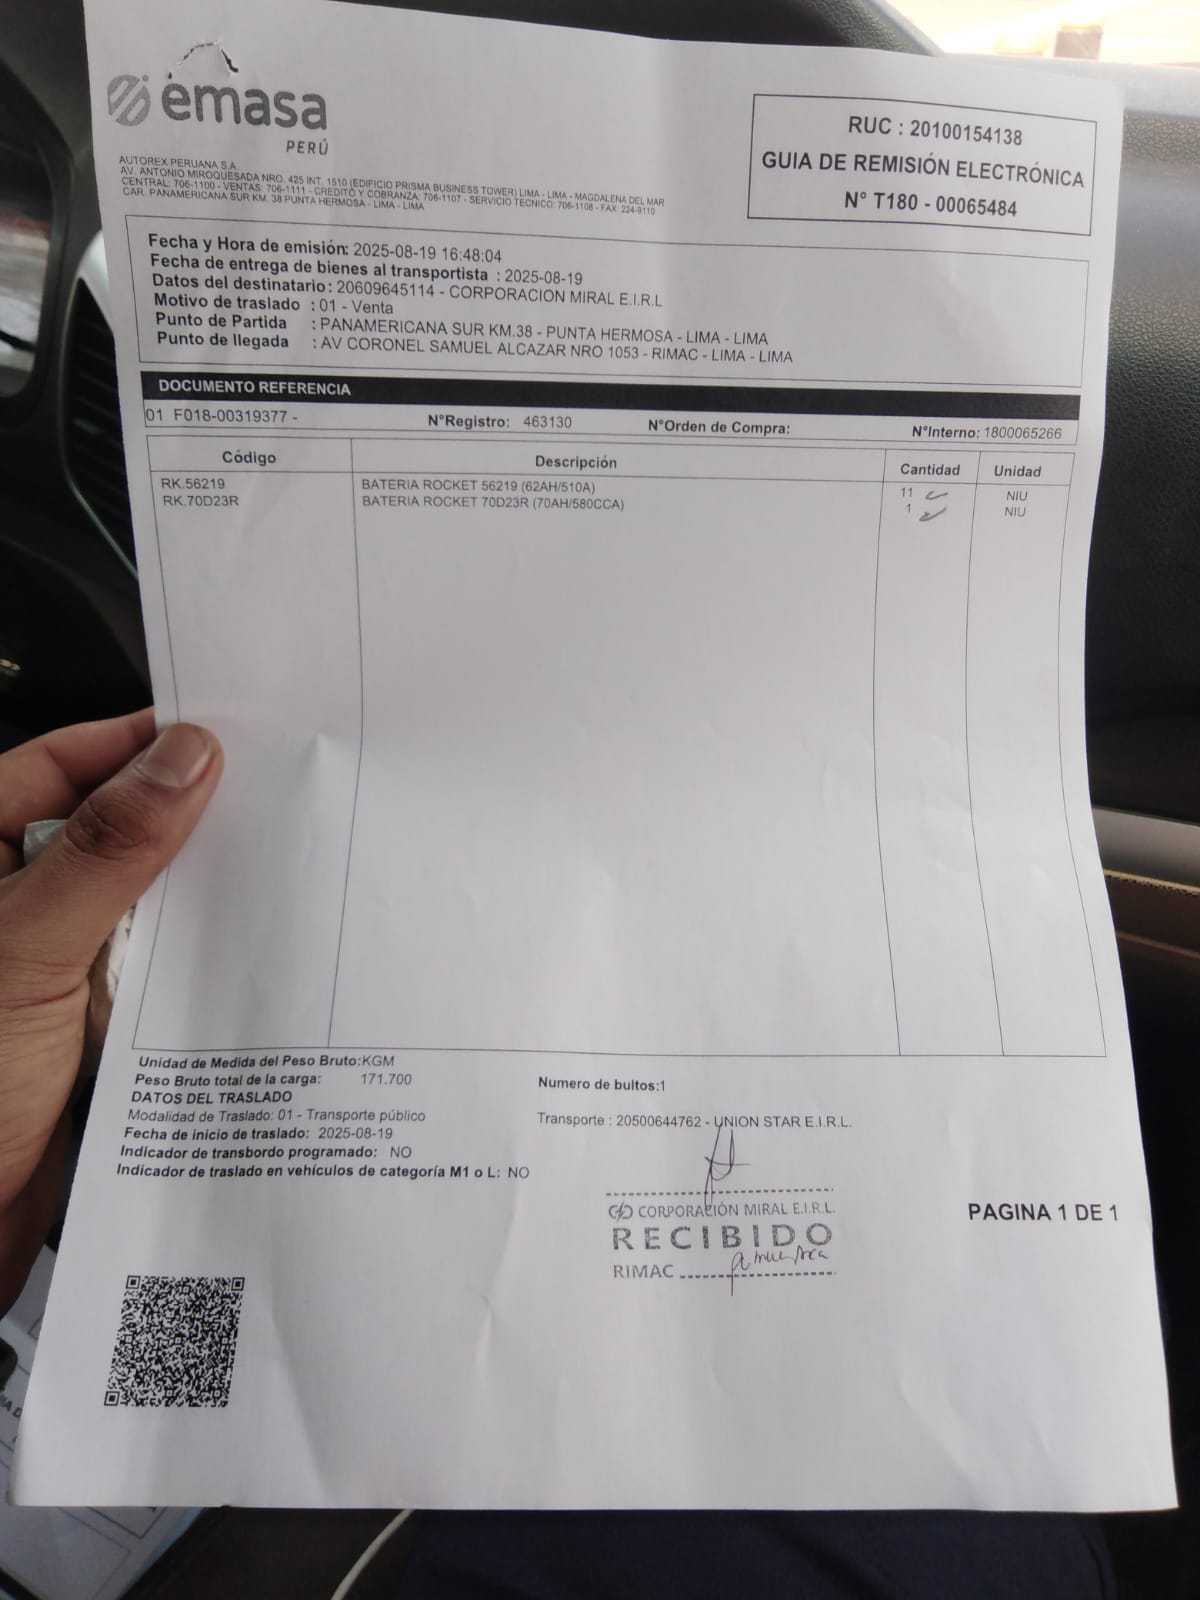 emasa
PERÚ
AUTOREX PERUANA S.A.
AV. ANTONIO MIROQUESADA NRO. 425 INT. 1510 (EDIFICIO PRISMA BUSINESS TOWER) LIMA - LIMA - MAGDALENA DEL MAR
CENTRAL: 706-1100 - VENTAS: 706-1111 - CREDITO Y COBRANZA: 706-1107 - SERVICIO TECNICO: 706-1108 - FAX: 224-9110
CAR. PANAMERICANA SUR KM. 38 PUNTA HERMOSA - LIMA - LIMA
RUC : 20100154138
GUIA DE REMISIÓN ELECTRÓNICA
N° T180 - 00065484
Fecha y Hora de emisión: 2025-08-19 16:48:04
Fecha de entrega de bienes al transportista : 2025-08-19
Datos del destinatario : 20609645114 - CORPORACION MIRAL E.I.R.L
Motivo de traslado : 01 - Venta
Punto de Partida : PANAMERICANA SUR KM.38 - PUNTA HERMOSA - LIMA - LIMA
Punto de llegada : AV CORONEL SAMUEL ALCAZAR NRO 1053 - RIMAC - LIMA - LIMA
DOCUMENTO REFERENCIA
01 F018-00319377 - N°Registro: 463130 N°Orden de Compra: N°Interno: 1800065266
Código Descripción Cantidad Unidad
RK.56219 BATERIA ROCKET 56219 (62AH/510A) 11 NIU
RK.70D23R BATERIA ROCKET 70D23R (70AH/580CCA) 1 NIU
Unidad de Medida del Peso Bruto:KGM
Peso Bruto total de la carga: 171.700 Numero de bultos:1
DATOS DEL TRASLADO
Modalidad de Traslado: 01 - Transporte público Transporte : 20500644762 - UNION STAR E.I.R.L.
Fecha de inicio de traslado: 2025-08-19
Indicador de transbordo programado: NO
Indicador de traslado en vehículos de categoría M1 o L: NO
CORPORACIÓN MIRAL E.I.R.L.
RECIBIDO
RIMAC
PAGINA 1 DE 1